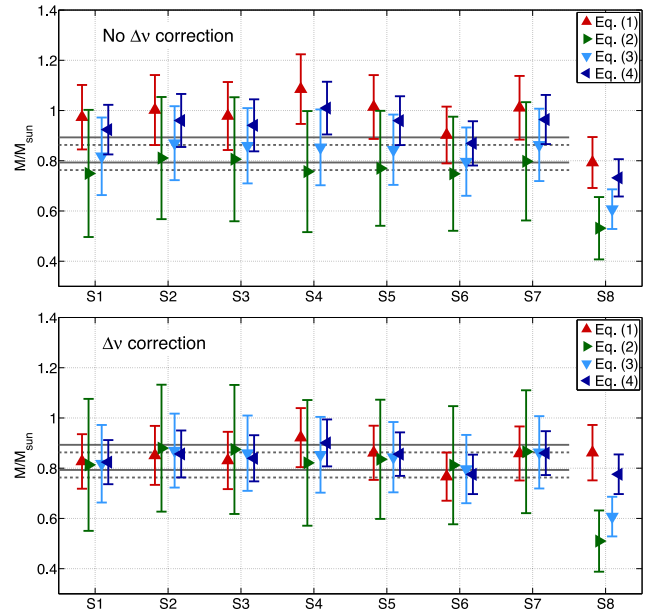 1.4
1.2
1
0.8
0.6
0.4
M/M_sun
No Δν correction
Eq. (1)
Eq. (2)
Eq. (3)
Eq. (4)
S1 S2 S3 S4 S5 S6 S7 S8
1.4
1.2
1
0.8
0.6
0.4
M/M_sun
Δν correction
Eq. (1)
Eq. (2)
Eq. (3)
Eq. (4)
S1 S2 S3 S4 S5 S6 S7 S8